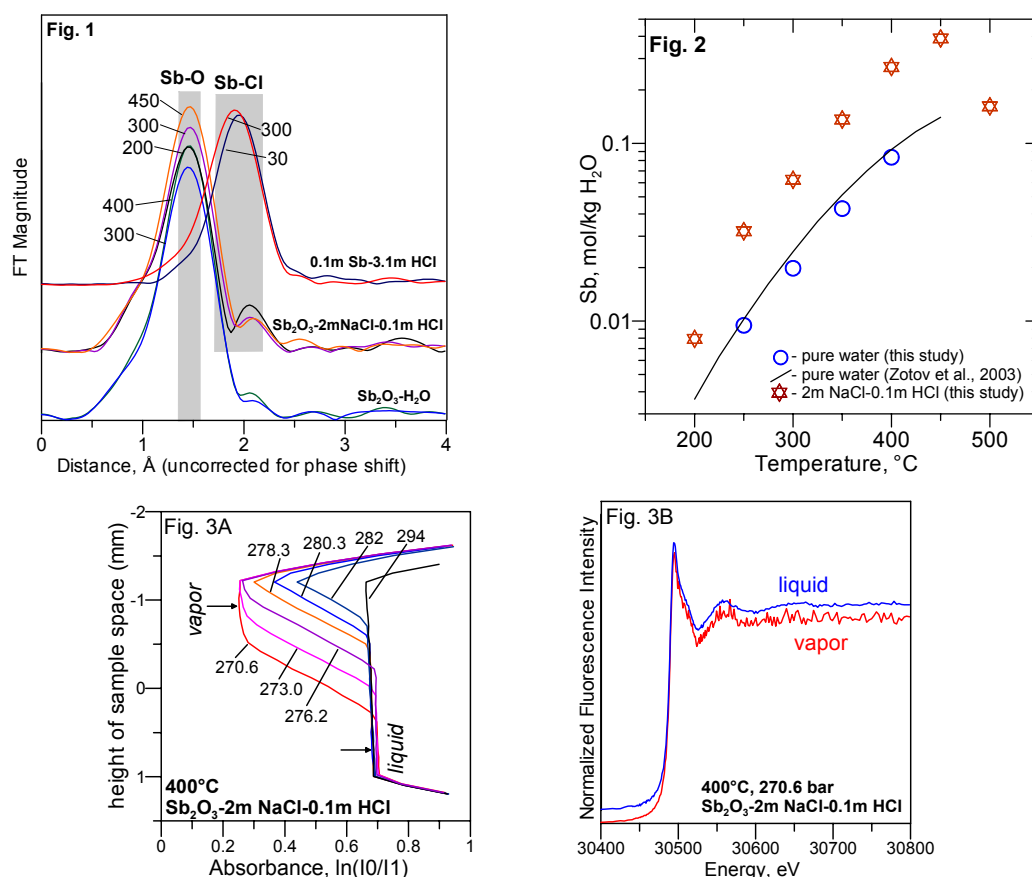 Fig. 1
Sb-O
Sb-Cl
450
300
200
400
300
300
30
0.1m Sb-3.1m HCl
Sb₂O₃-2mNaCl-0.1m HCl
Sb₂O₃-H₂O
FT Magnitude
0 1 2 3 4
Distance, Å (uncorrected for phase shift)
Fig. 2
Sb, mol/kg H₂O
0.1
0.01
- pure water (this study)
- pure water (Zotov et al., 2003)
- 2m NaCl-0.1m HCl (this study)
200 300 400 500
Temperature, °C
Fig. 3A
height of sample space (mm)
-2
-1
0
1
278.3
280.3
282
294
vapor
270.6
273.0
276.2
liquid
400°C
Sb₂O₃-2m NaCl-0.1m HCl
0 0.2 0.4 0.6 0.8 1
Absorbance, ln(I0/I1)
Fig. 3B
Normalized Fluorescence Intensity
liquid
vapor
400°C, 270.6 bar
Sb₂O₃-2m NaCl-0.1m HCl
30400 30500 30600 30700 30800
Energy, eV